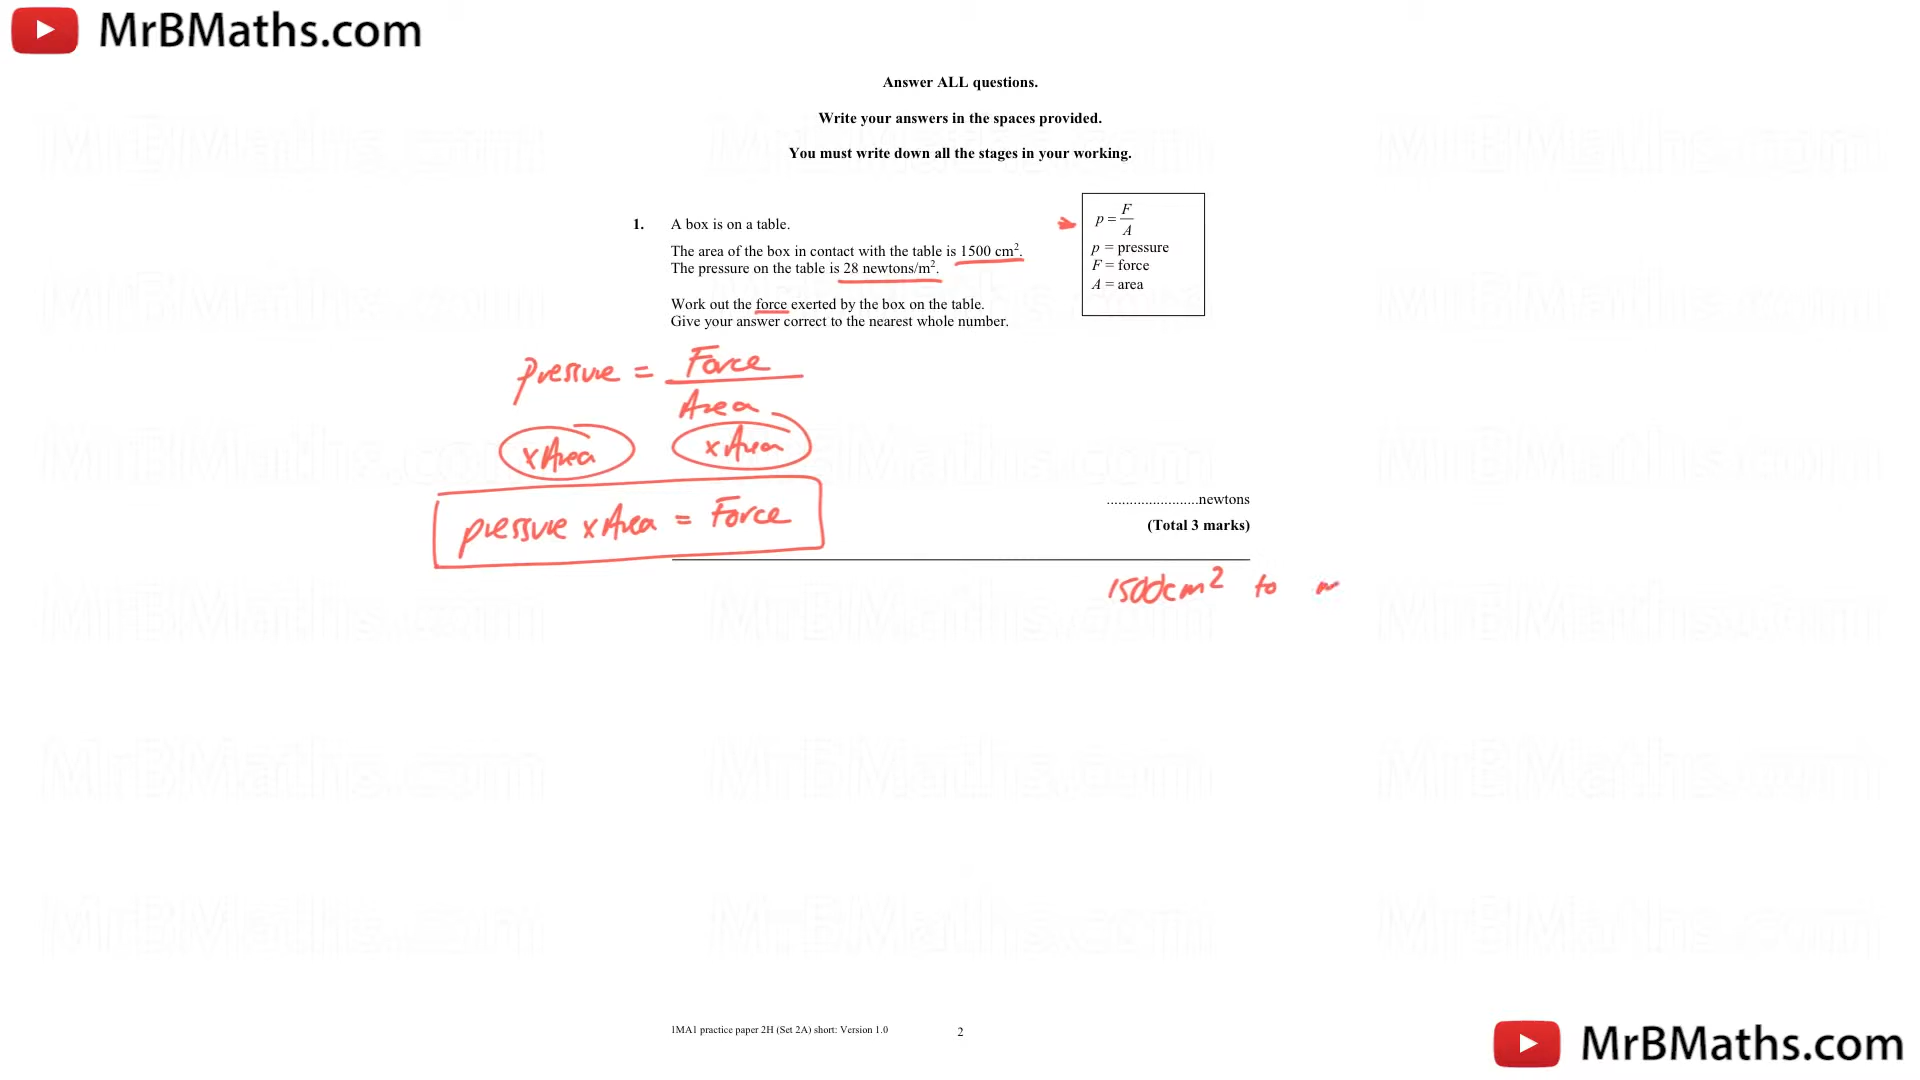 MrBMaths.com
Answer ALL questions.
Write your answers in the spaces provided.
You must write down all the stages in your working.
1. A box is on a table.
The area of the box in contact with the table is 1500 cm².
The pressure on the table is 28 newtons/m².
Work out the force exerted by the box on the table.
Give your answer correct to the nearest whole number.
p = F/A
p = pressure
F = force
A = area
pressure = Force/Area
xArea xArea
pressure x Area = Force
........................newtons
(Total 3 marks)
1500cm² to m
1MA1 practice paper 2H (Set 2A) short: Version 1.0 2
MrBMaths.com